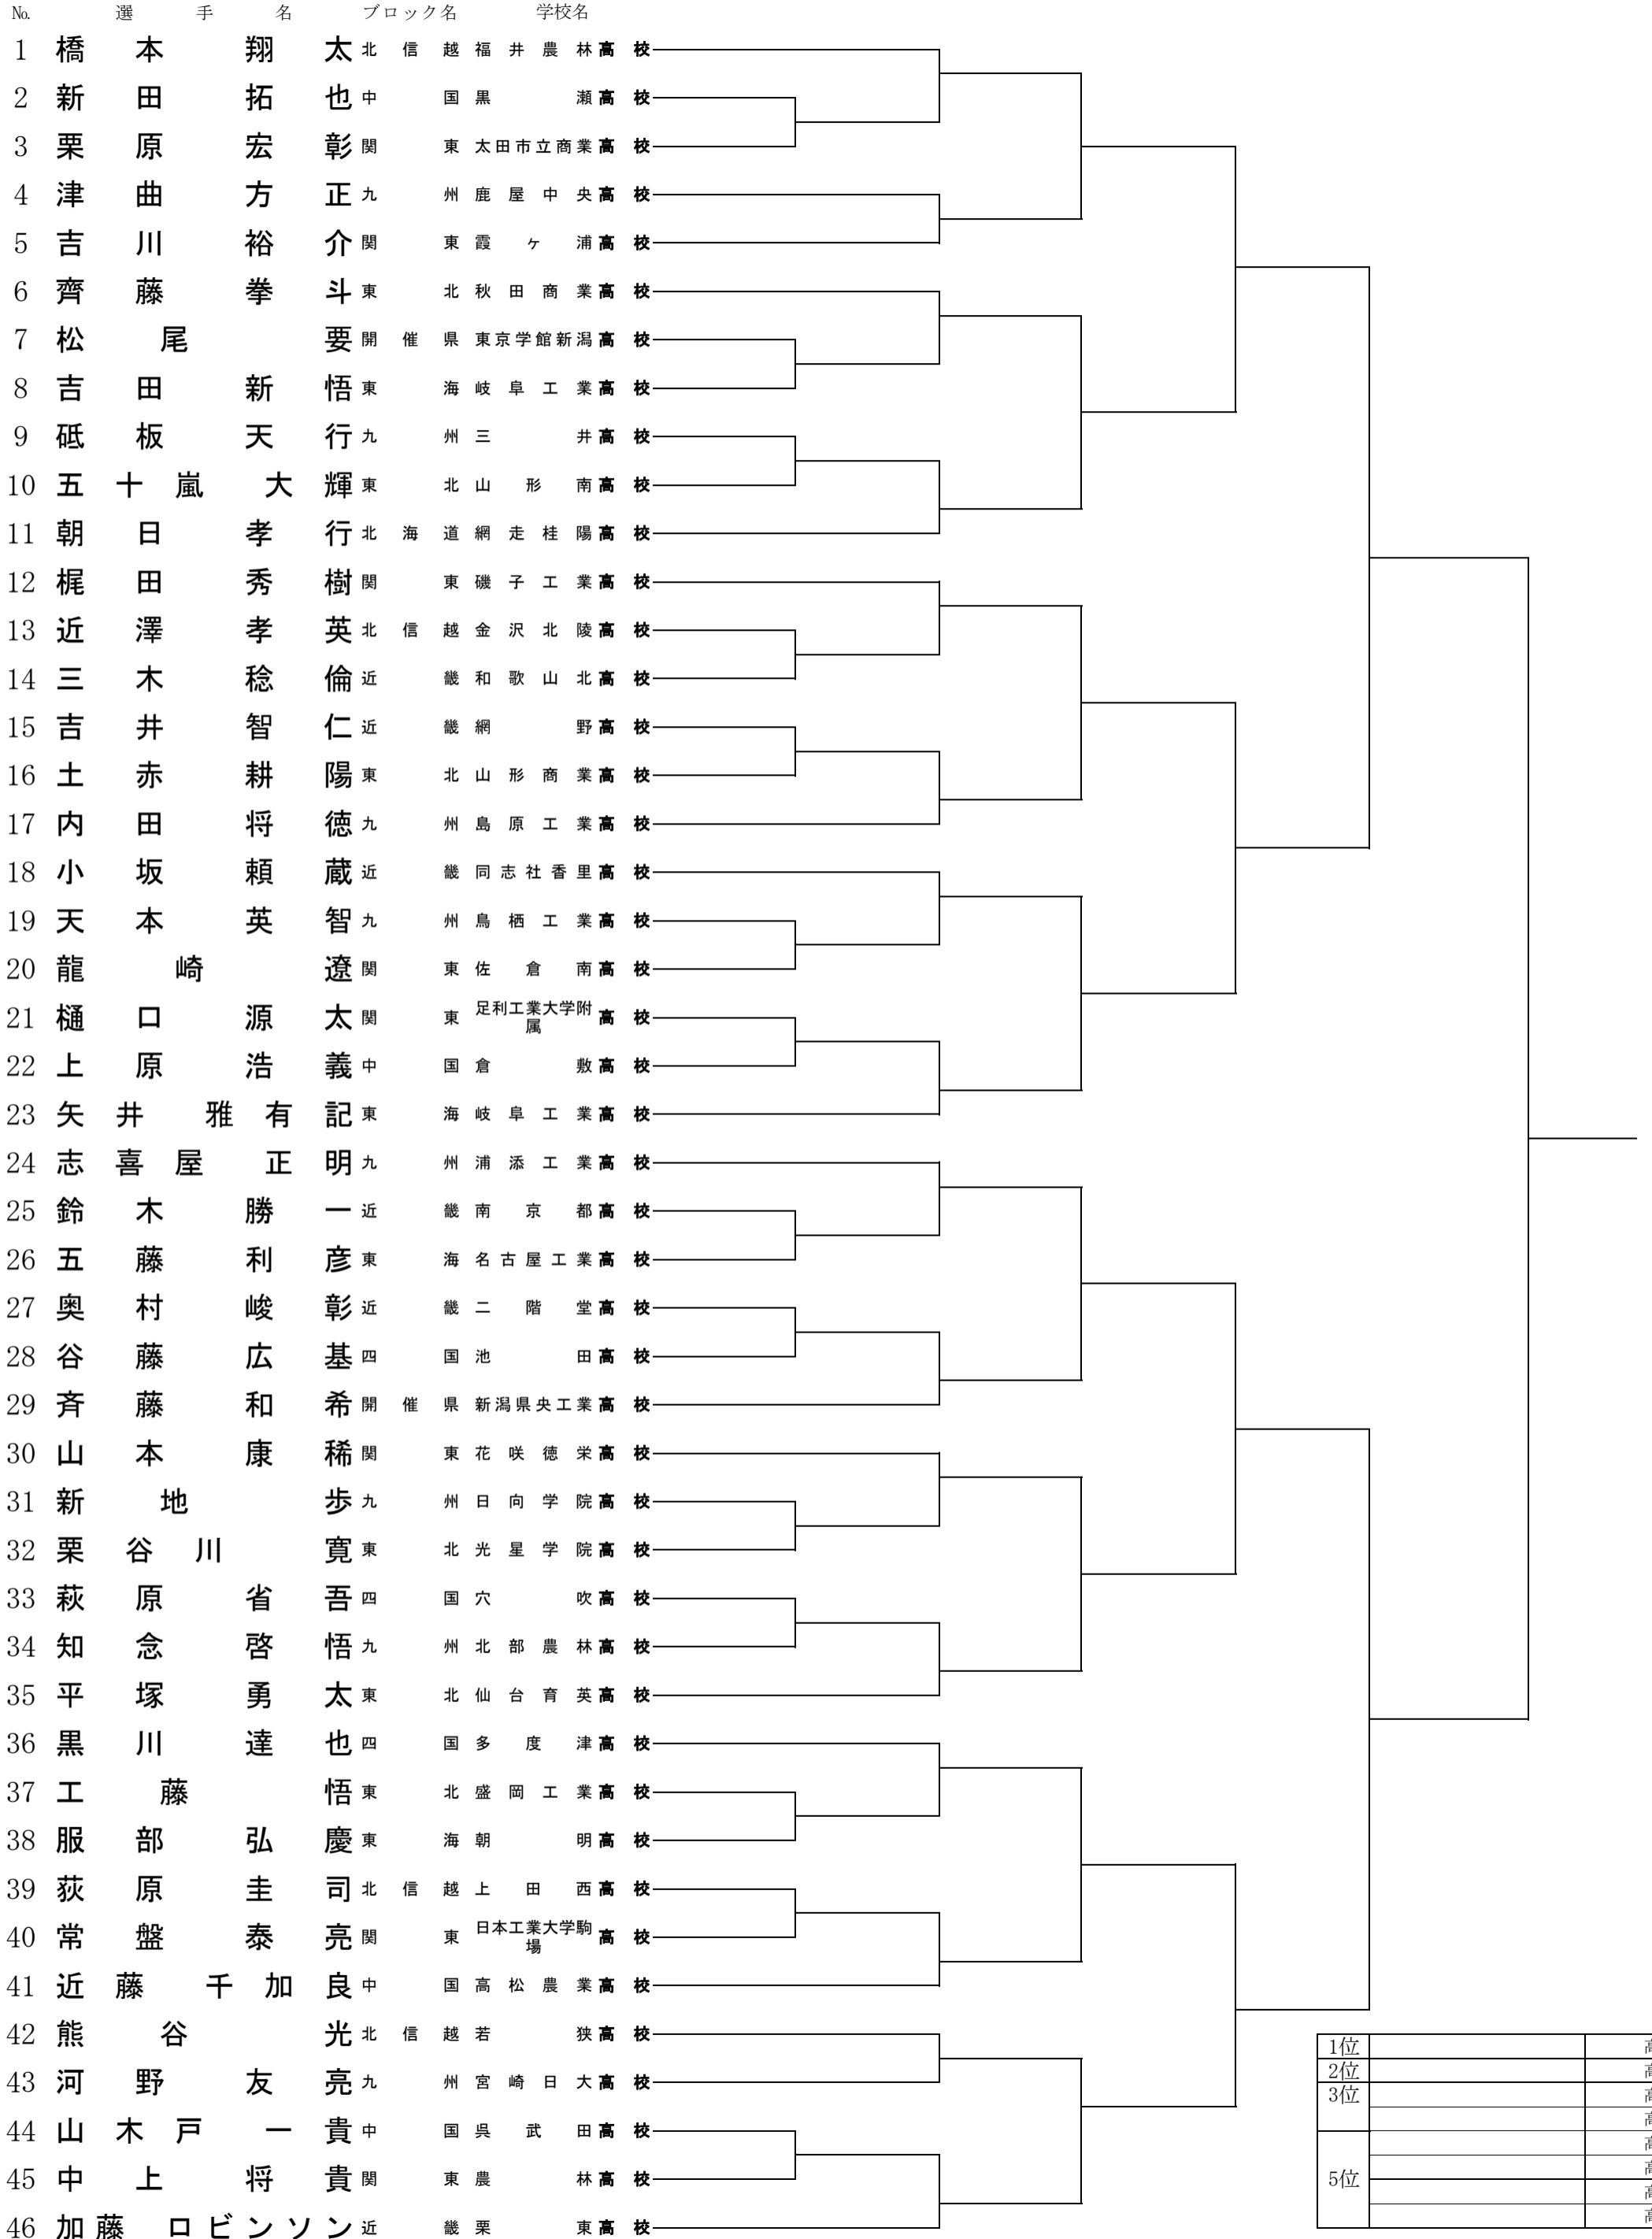 № 選手名 ブロック名 学校名
1 橋本 翔太 北信越 福井農林 高校
2 新田 拓也 中国 黒瀬 高校
3 栗原 宏彰 関東 太田市立商業 高校
4 津曲 方正 九州 鹿屋中央 高校
5 吉川 裕介 関東 霞ヶ浦 高校
6 齊藤 拳斗 東北 秋田商業 高校
7 松尾 要 開催県 東京学館新潟 高校
8 吉田 新悟 東海 岐阜工業 高校
9 砥板 天行 九州 三井 高校
10 五十嵐 大輝 東北 山形南 高校
11 朝日 孝行 北海道 網走桂陽 高校
12 梶田 秀樹 関東 磯子工業 高校
13 近澤 孝英 北信越 金沢北陵 高校
14 三木 稔倫 近畿 和歌山北 高校
15 吉井 智仁 近畿 網野 高校
16 土赤 耕陽 東北 山形商業 高校
17 内田 将徳 九州 島原工業 高校
18 小坂 頼蔵 近畿 同志社香里 高校
19 天本 英智 九州 鳥栖工業 高校
20 龍崎 遼 関東 佐倉南 高校
21 樋口 源太 関東 足利工業大学附属 高校
22 上原 浩義 中国 倉敷 高校
23 矢井 雅有記 東海 岐阜工業 高校
24 志喜屋 正明 九州 浦添工業 高校
25 鈴木 勝一 近畿 南京都 高校
26 五藤 利彦 東海 名古屋工業 高校
27 奥村 峻彰 近畿 二階堂 高校
28 谷藤 広基 四国 池田 高校
29 斉藤 和希 開催県 新潟県央工業 高校
30 山本 康稀 関東 花咲徳栄 高校
31 新地 歩 九州 日向学院 高校
32 栗谷川 寛 東北 光星学院 高校
33 萩原 省吾 四国 穴吹 高校
34 知念 啓悟 九州 北部農林 高校
35 平塚 勇太 東北 仙台育英 高校
36 黒川 達也 四国 多度津 高校
37 工藤 悟 東北 盛岡工業 高校
38 服部 弘慶 東海 朝明 高校
39 荻原 圭司 北信越 上田西 高校
40 常盤 泰亮 関東 日本工業大学駒場 高校
41 近藤 千加良 中国 高松農業 高校
42 熊谷 光 北信越 若狭 高校
43 河野 友亮 九州 宮崎日大 高校
44 山木戸 一貴 中国 呉武田 高校
45 中上 将貴 関東 農林 高校
46 加藤 ロビンソン 近畿 栗東 高校
1位
2位
3位
5位